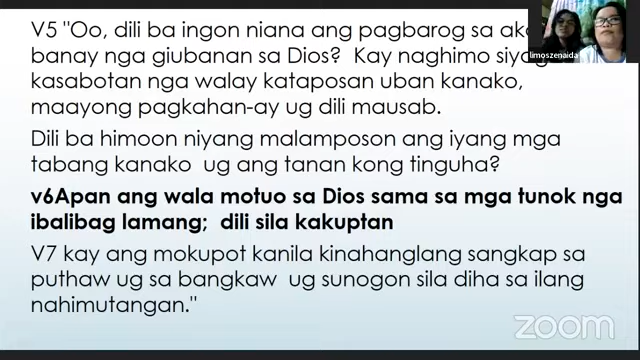 V5 "Oo, dili ba ingon niana ang pagbarog sa
banay nga giubanan sa Dios? Kay naghimo
kasabotan nga walay kataposan uban kanako,
maayong pagkahan-ay ug dili mausab.
Dili ba himoon niyang malamposon ang iyang mga
tabang kanako ug ang tanan kong tinguha?
v6Apan ang wala motuo sa Dios sama sa mga tunok nga
ibalibag lamang; dili sila kakuptan
V7 kay ang mokupot kanila kinahanglang sangkap sa
puthaw ug sa bangkaw ug sunogon sila diha sa ilang
nahimutangan."
limoszenaida
zoom